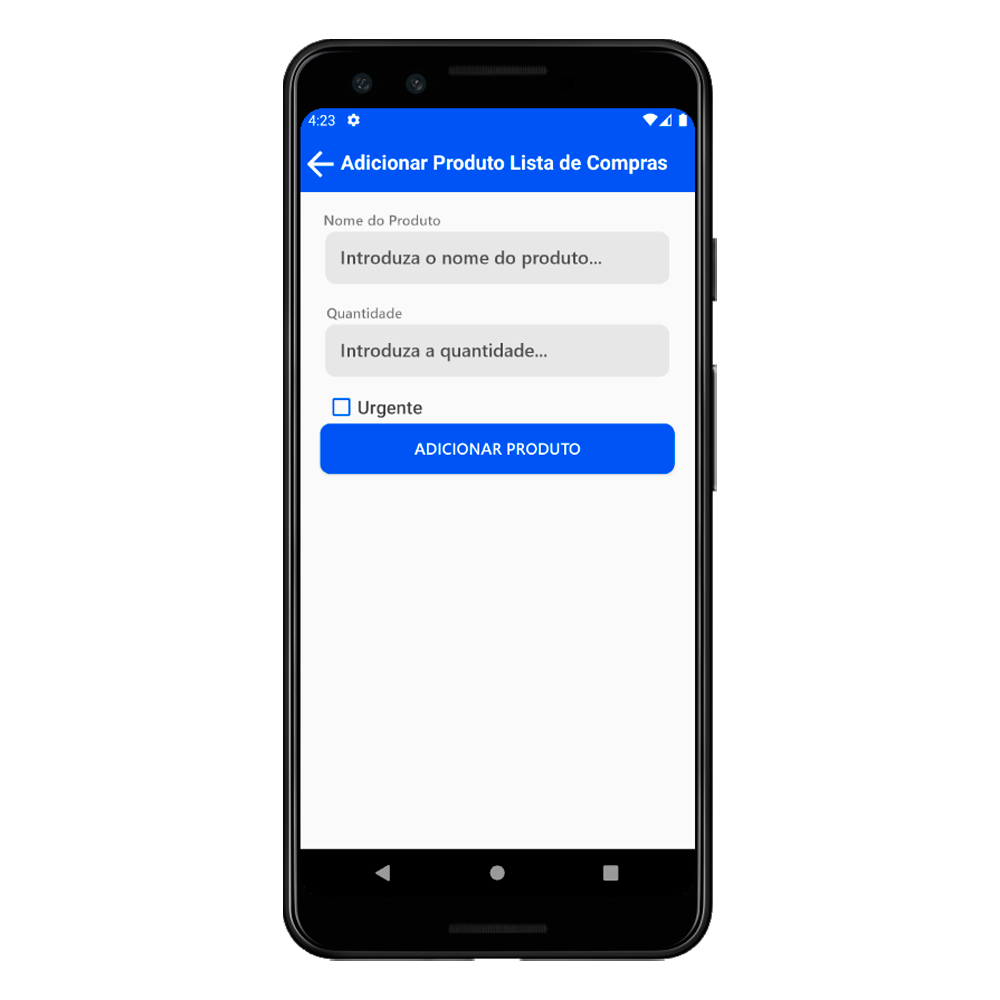 4:23
Adicionar Produto Lista de Compras
Nome do Produto
Introduza o nome do produto...
Quantidade
Introduza a quantidade...
Urgente
ADICIONAR PRODUTO